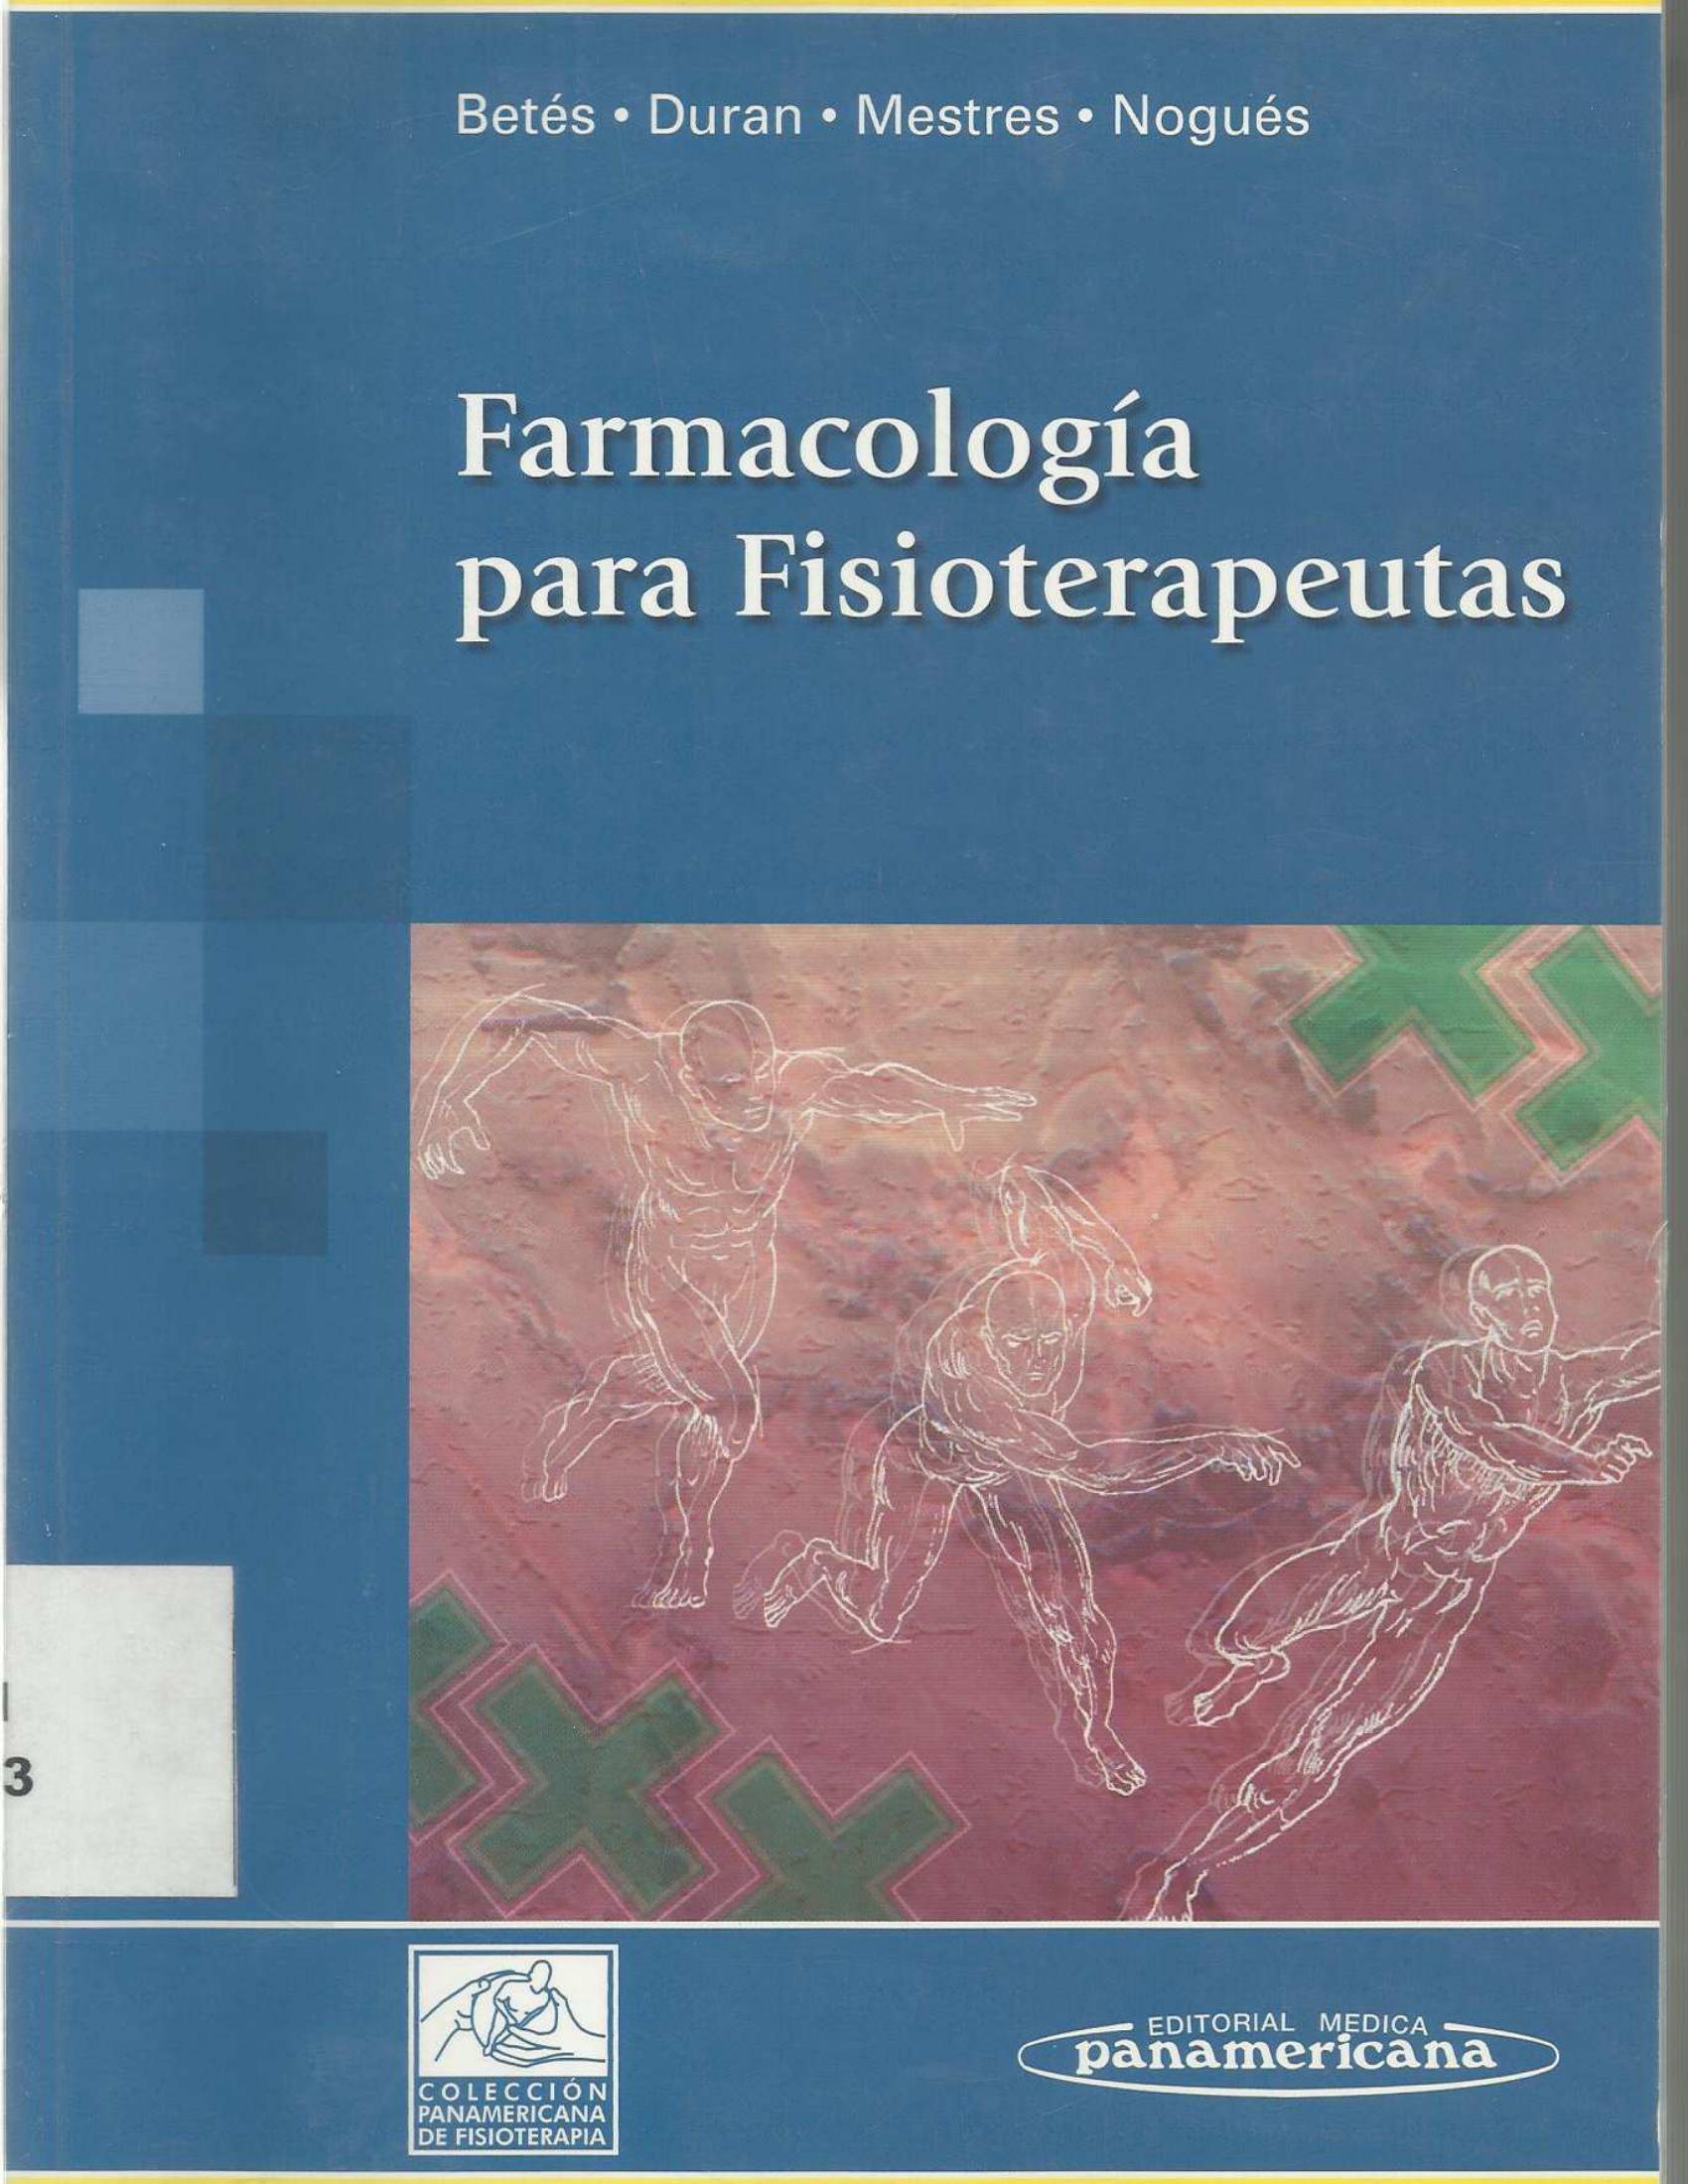 Betés • Duran • Mestres • Nogués
Farmacología
para Fisioterapeutas
3
COLECCIÓN
PANAMERICANA
DE FISIOTERAPIA
EDITORIAL MEDICA
panamericana